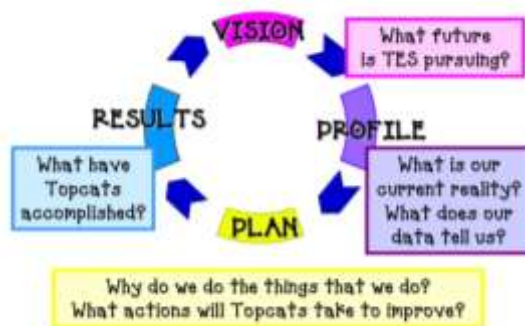 VISION
What future
is TES pursuing?
PROFILE
What is our
current reality?
What does our
data tell us?
PLAN
Why do we do the things that we do?
What actions will Topcats take to improve?
RESULTS
What have
Topcats
accomplished?